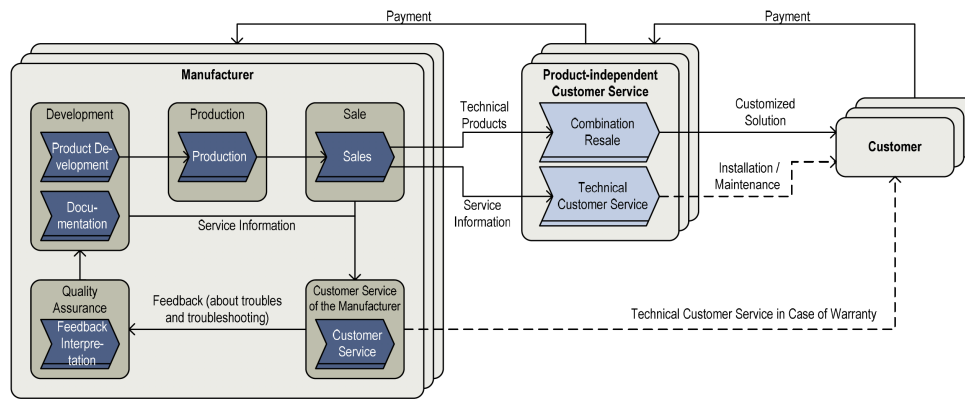 Payment
Payment
Manufacturer
Product-independent
Customer Service
Development
Production
Sale
Technical
Products
Customized
Solution
Product De-
velopment
Production
Sales
Combination
Resale
Customer
Installation /
Maintenance
Docu-
mentation
Service Information
Service
Information
Technical
Customer Service
Quality
Assurance
Feedback (about troubles
and troubleshooting)
Customer Service
of the Manufacturer
Feedback
Interpre-
tation
Customer
Service
Technical Customer Service in Case of Warranty